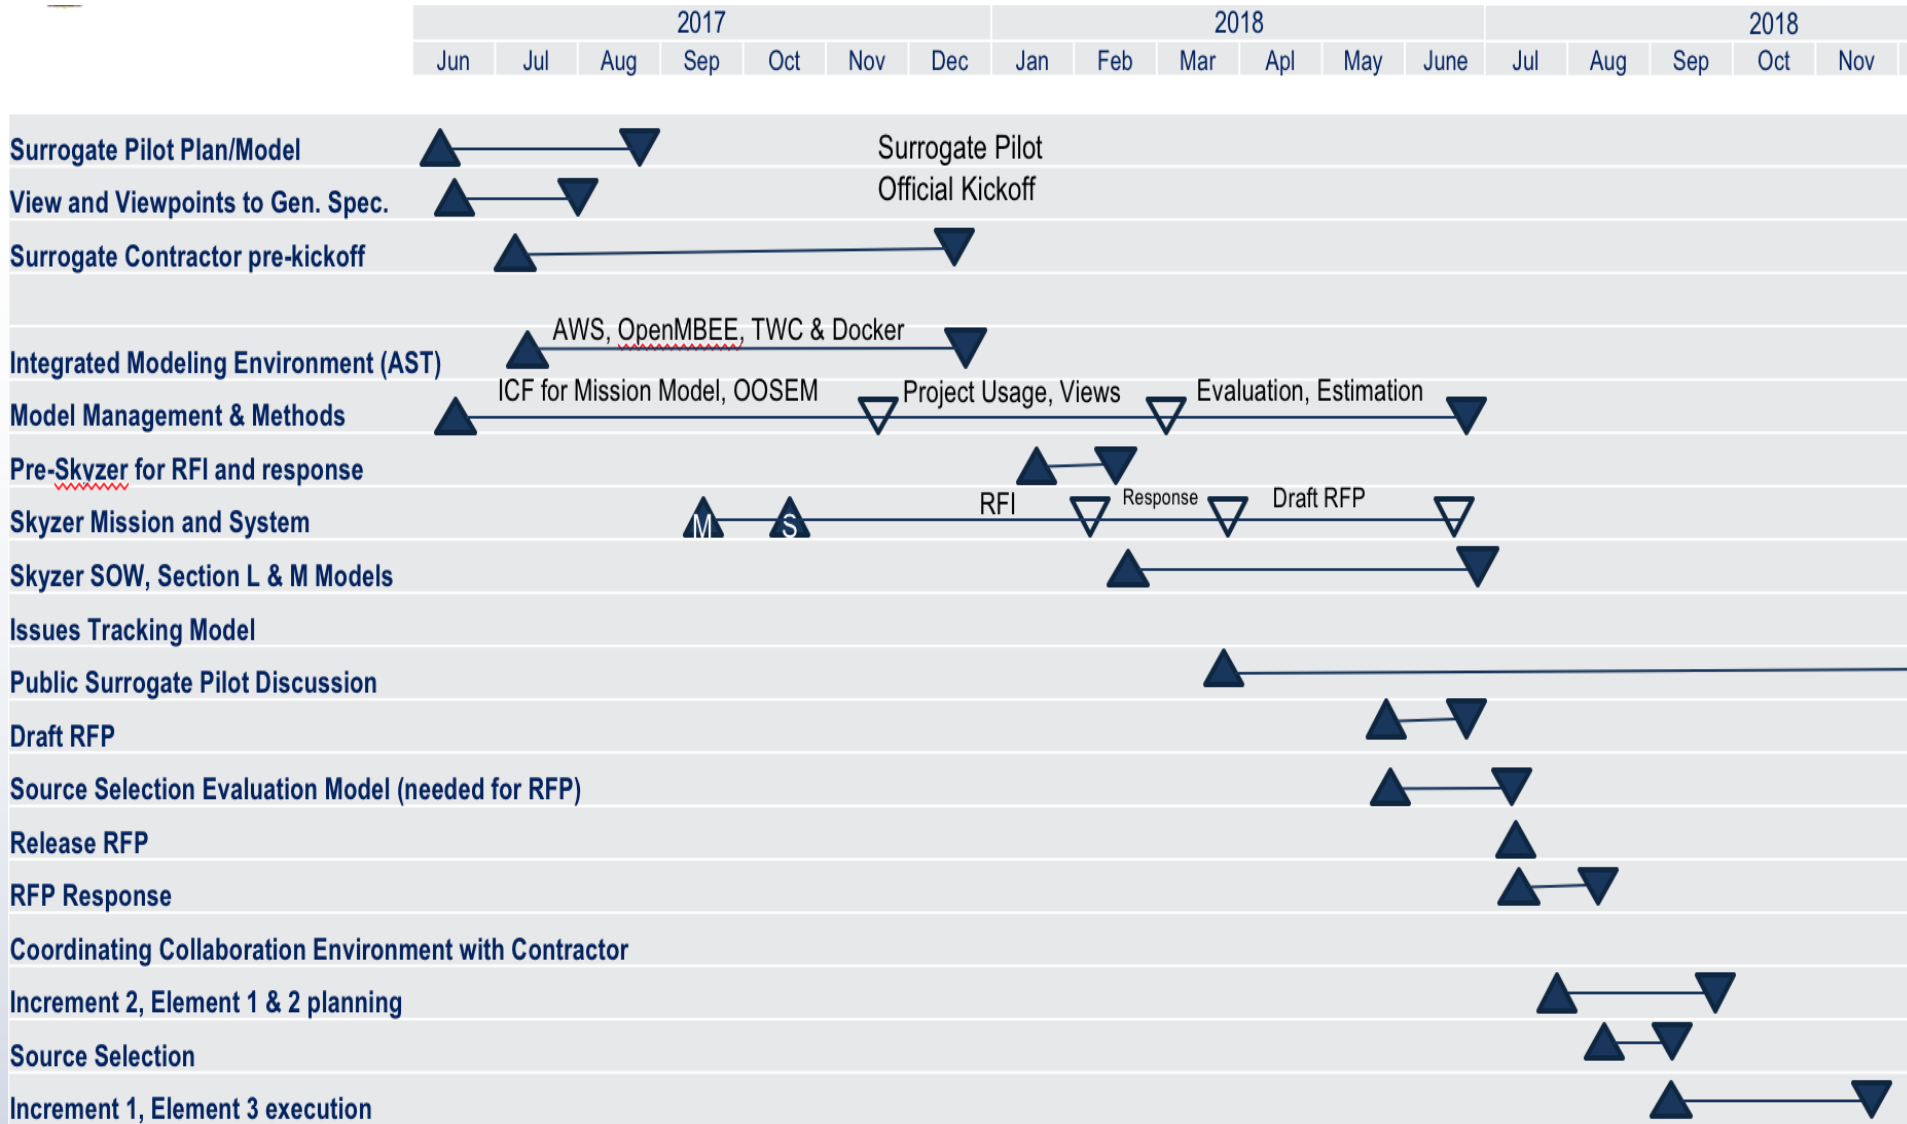 2017 2018 2018
Jun Jul Aug Sep Oct Nov Dec Jan Feb Mar Apl May June Jul Aug Sep Oct Nov
Surrogate Pilot Plan/Model
Surrogate Pilot
Official Kickoff
View and Viewpoints to Gen. Spec.
Surrogate Contractor pre-kickoff
AWS, OpenMBEE, TWC & Docker
Integrated Modeling Environment (AST)
ICF for Mission Model, OOSEM Project Usage, Views Evaluation, Estimation
Model Management & Methods
Pre-Skyzer for RFI and response
RFI Response Draft RFP
Skyzer Mission and System M S
Skyzer SOW, Section L & M Models
Issues Tracking Model
Public Surrogate Pilot Discussion
Draft RFP
Source Selection Evaluation Model (needed for RFP)
Release RFP
RFP Response
Coordinating Collaboration Environment with Contractor
Increment 2, Element 1 & 2 planning
Source Selection
Increment 1, Element 3 execution